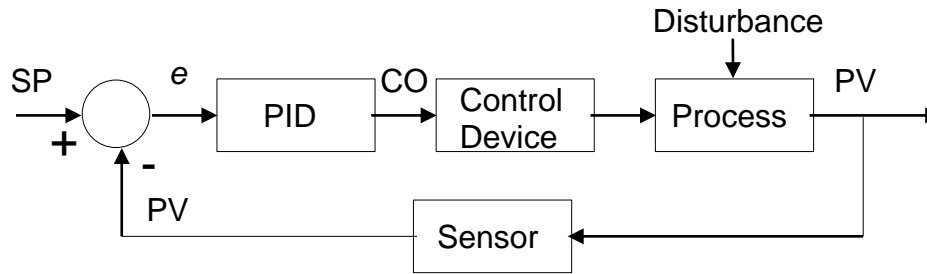 Disturbance
SP
e
CO
PV
PID
Control
Device
Process
+
-
PV
Sensor